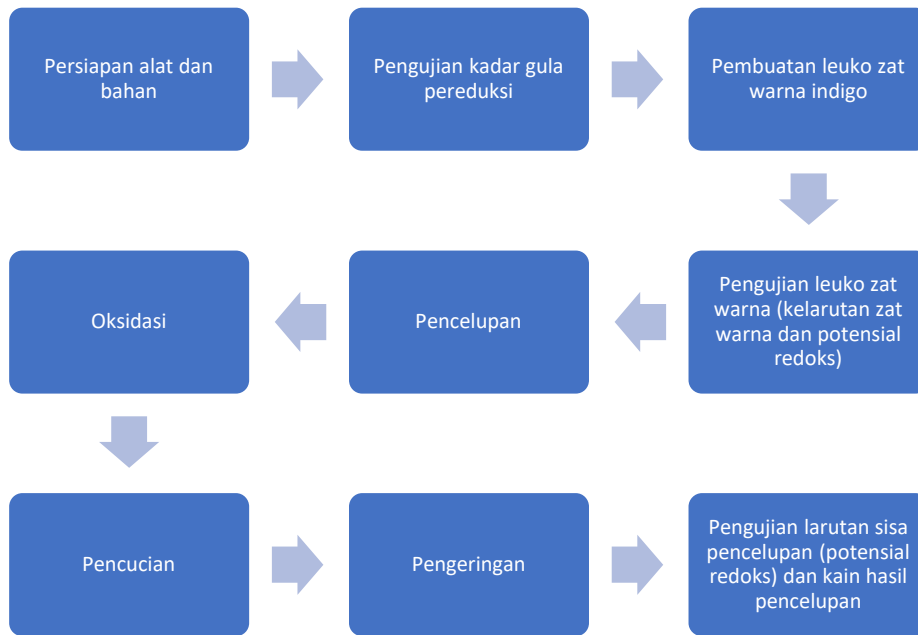 Persiapan alat dan
bahan
Pengujian kadar gula
pereduksi
Pembuatan leuko zat
warna indigo
Pengujian leuko zat
warna (kelarutan zat
warna dan potensial
redoks)
Pencelupan
Oksidasi
Pencucian
Pengeringan
Pengujian larutan sisa
pencelupan (potensial
redoks) dan kain hasil
pencelupan